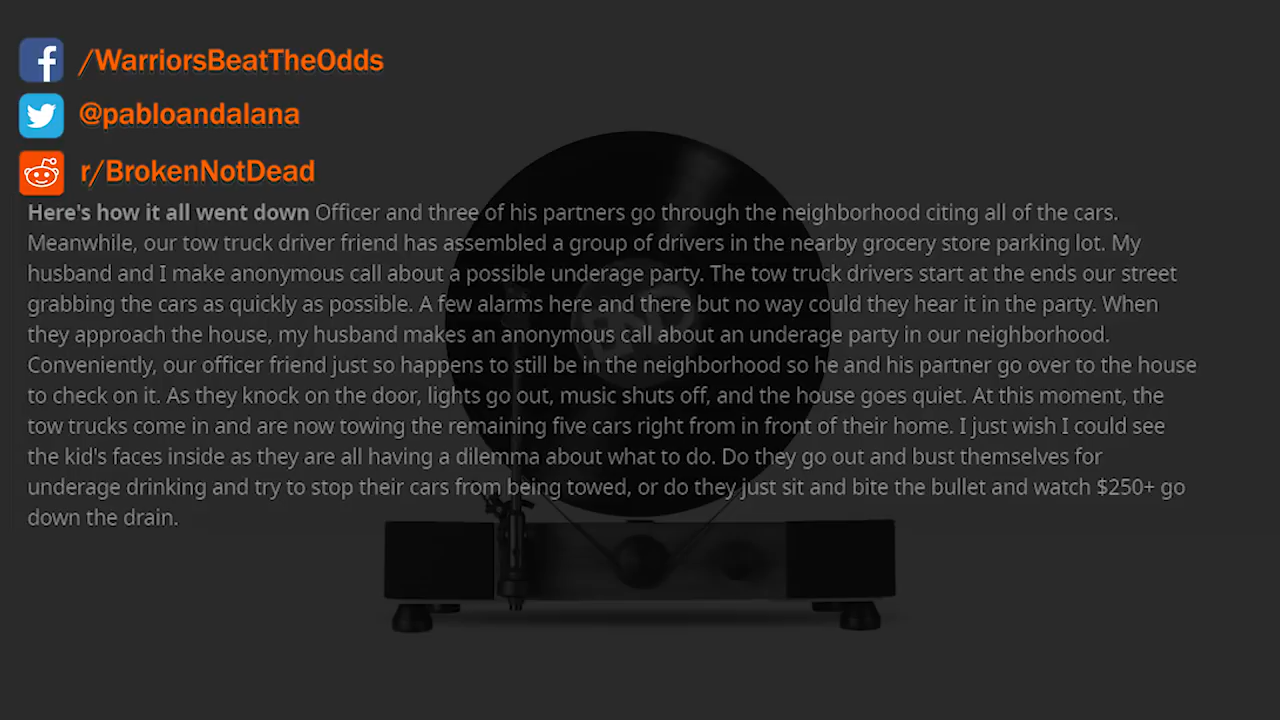 /WarriorsBeatTheOdds
@pabloandalana
r/BrokenNotDead
Here's how it all went down Officer and three of his partners go through the neighborhood citing all of the cars.
Meanwhile, our tow truck driver friend has assembled a group of drivers in the nearby grocery store parking lot. My
husband and I make anonymous call about a possible underage party. The tow truck drivers start at the ends our street
grabbing the cars as quickly as possible. A few alarms here and there but no way could they hear it in the party. When
they approach the house, my husband makes an anonymous call about an underage party in our neighborhood.
Conveniently, our officer friend just so happens to still be in the neighborhood so he and his partner go over to the house
to check on it. As they knock on the door, lights go out, music shuts off, and the house goes quiet. At this moment, the
tow trucks come in and are now towing the remaining five cars right from in front of their home. I just wish I could see
the kid's faces inside as they are all having a dilemma about what to do. Do they go out and bust themselves for
underage drinking and try to stop their cars from being towed, or do they just sit and bite the bullet and watch $250+ go
down the drain.